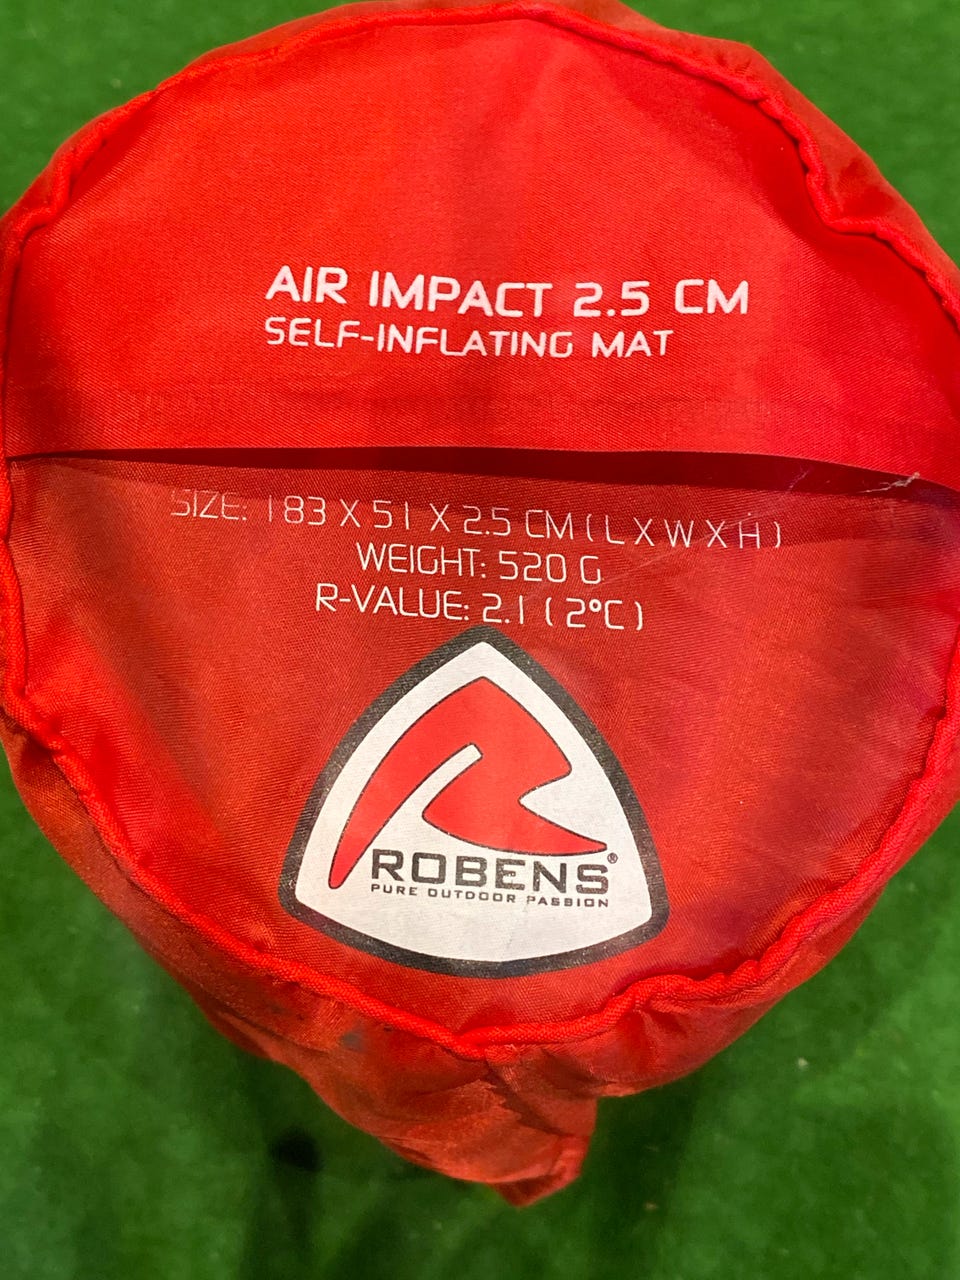 AIR IMPACT 2.5 CM
SELF-INFLATING MAT
SIZE: 183 X 51 X 2.5 CM ( L X W X H )
WEIGHT: 520 G
R-VALUE: 2.1 ( 2°C )
ROBENS®
PURE OUTDOOR PASSION